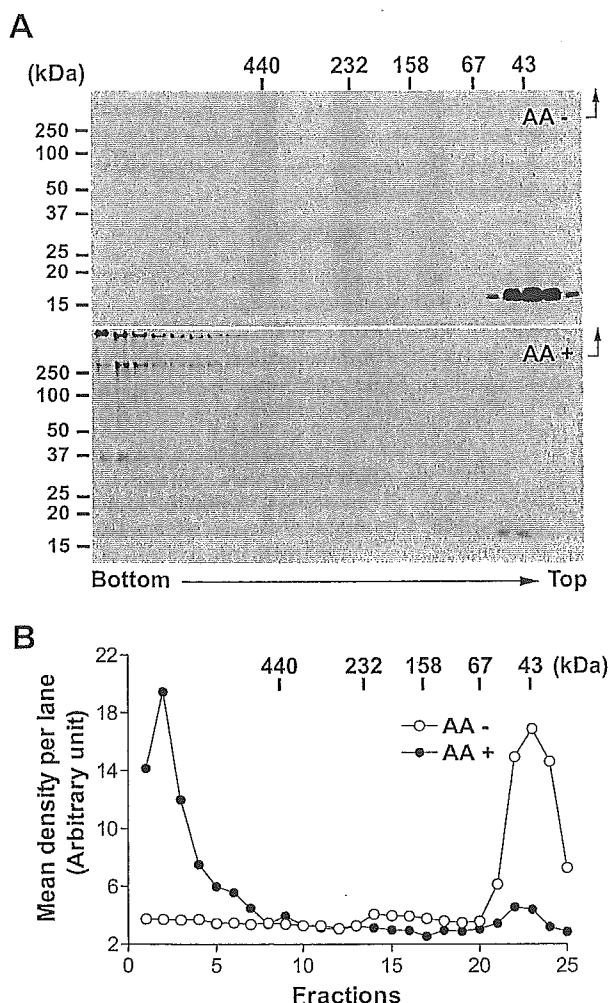 A
(kDa) 440 232 158 67 43
AA -
250
100
50
37
25
20
15
AA +
250
100
50
37
25
20
15
Bottom Top
B
22
18
14
10
6
2
Mean density per lane
(Arbitrary unit)
440 232 158 67 43 (kDa)
AA -
AA +
0 5 10 15 20 25
Fractions